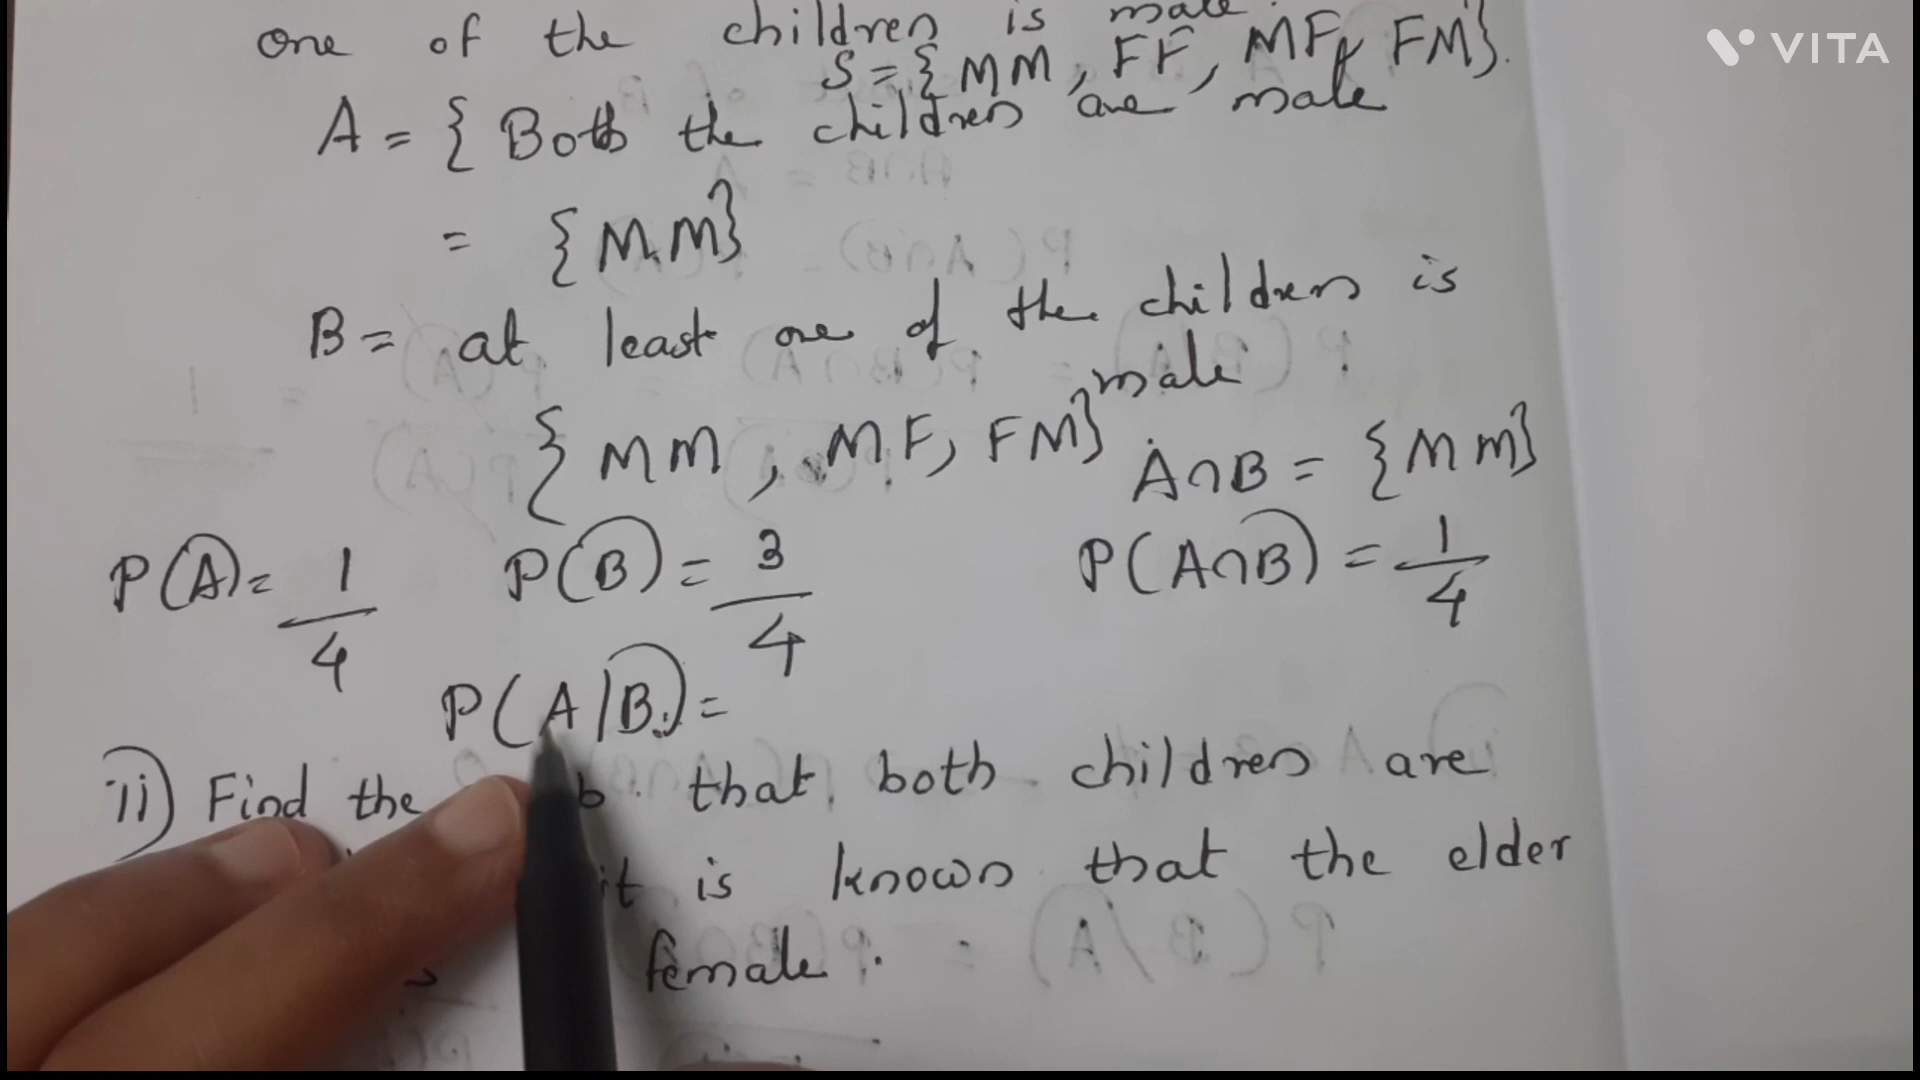 one of the children is male.
S = {MM, FF, MF, FM}.
A = { Both the children are male
= {M.M}
B = at least one of the children is male.
{ MM, MF, FM}
A∩B = {MM}
P(A) = 1/4 P(B) = 3/4 P(A∩B) = 1/4
P(A/B) =
ii) Find the that both children are
it is known that the elder
female.
VITA